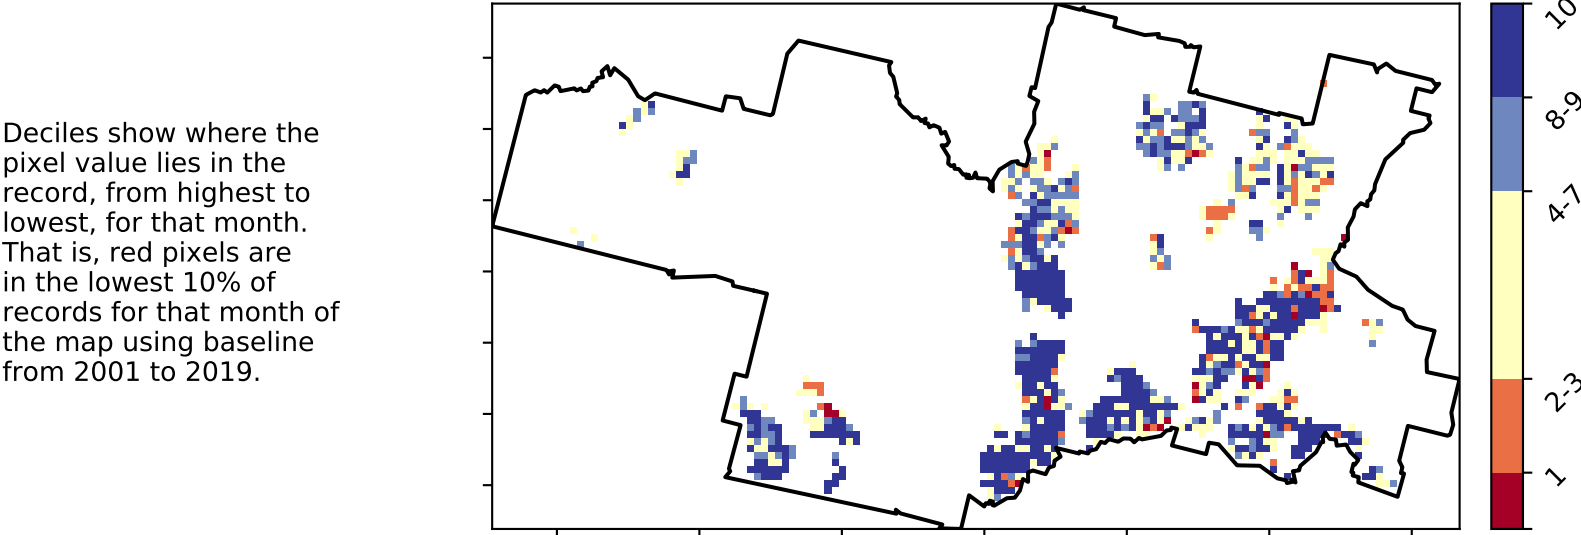 Deciles show where the
pixel value lies in the
record, from highest to
lowest, for that month.
That is, red pixels are
in the lowest 10% of
records for that month of
the map using baseline
from 2001 to 2019.
10
8-9
4-7
2-3
1